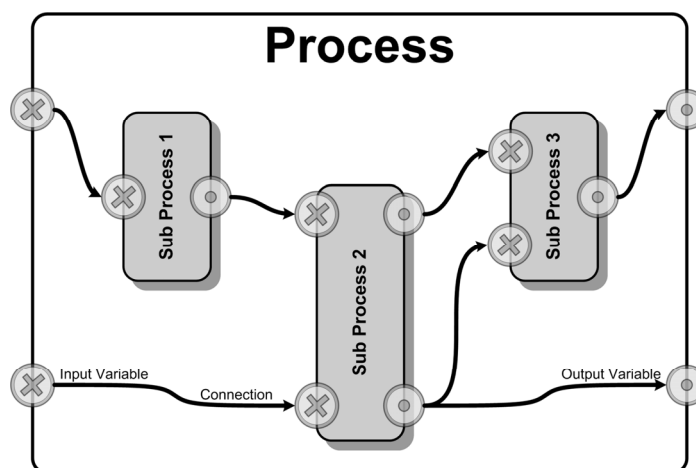 Process
Sub Process 1
Sub Process 2
Sub Process 3
Input Variable
Connection
Output Variable